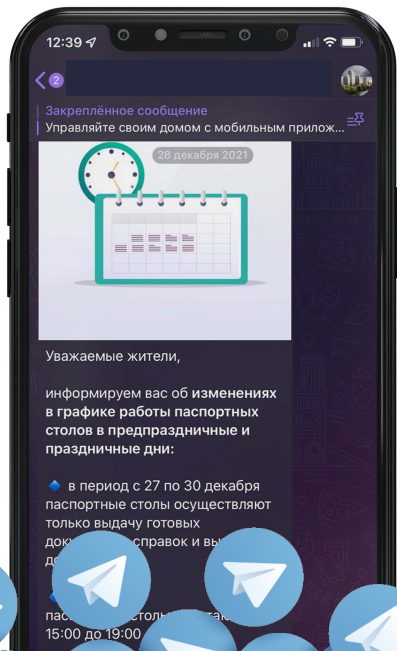 12:39
2
Закреплённое сообщение
Управляйте своим домом с мобильным прилож...
28 декабря 2021
Уважаемые жители,
информируем вас об изменениях
в графике работы паспортных
столов в предпраздничные и
праздничные дни:
в период с 27 по 30 декабря
паспортные столы осуществляют
только выдачу готовых
справок и
15:00 до 19:00